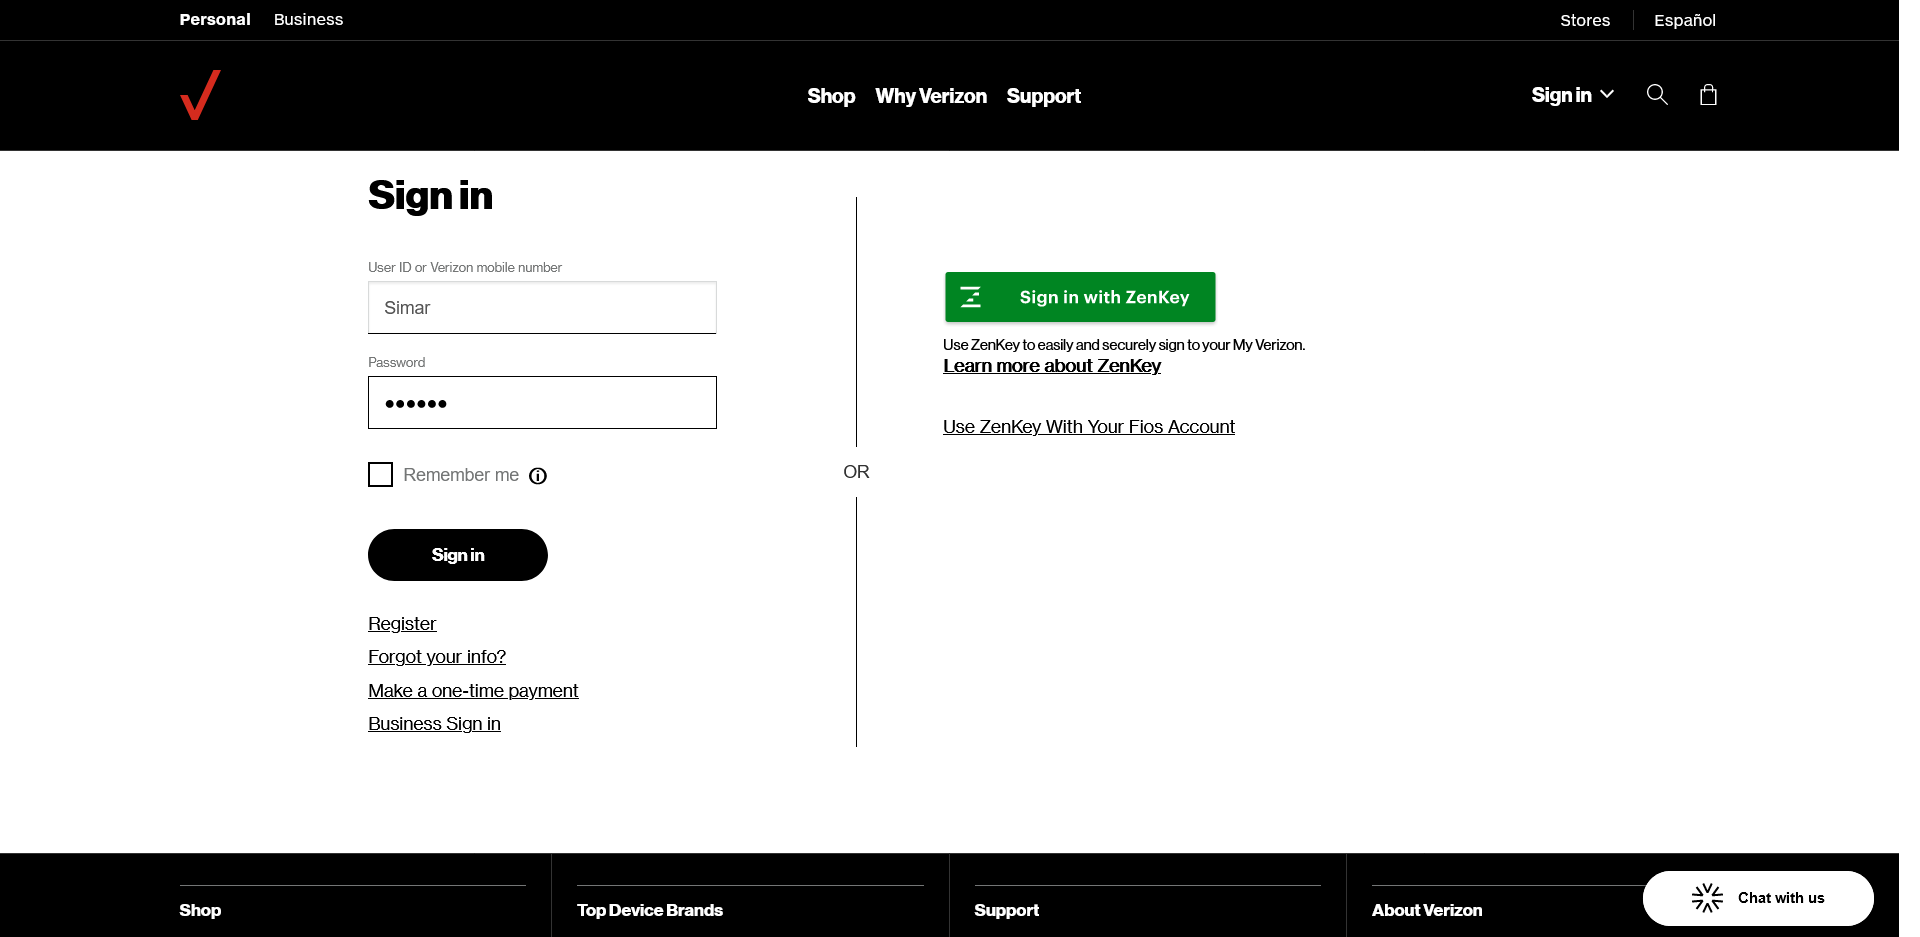 Personal Business
Stores Español
Shop Why Verizon Support
Sign in
Sign in
User ID or Verizon mobile number
Simar
Password
••••••
Remember me
Sign in
Register
Forgot your info?
Make a one-time payment
Business Sign in
OR
Sign in with ZenKey
Use ZenKey to easily and securely sign to your My Verizon.
Learn more about ZenKey
Use ZenKey With Your Fios Account
Shop
Top Device Brands
Support
About Verizon
Chat with us